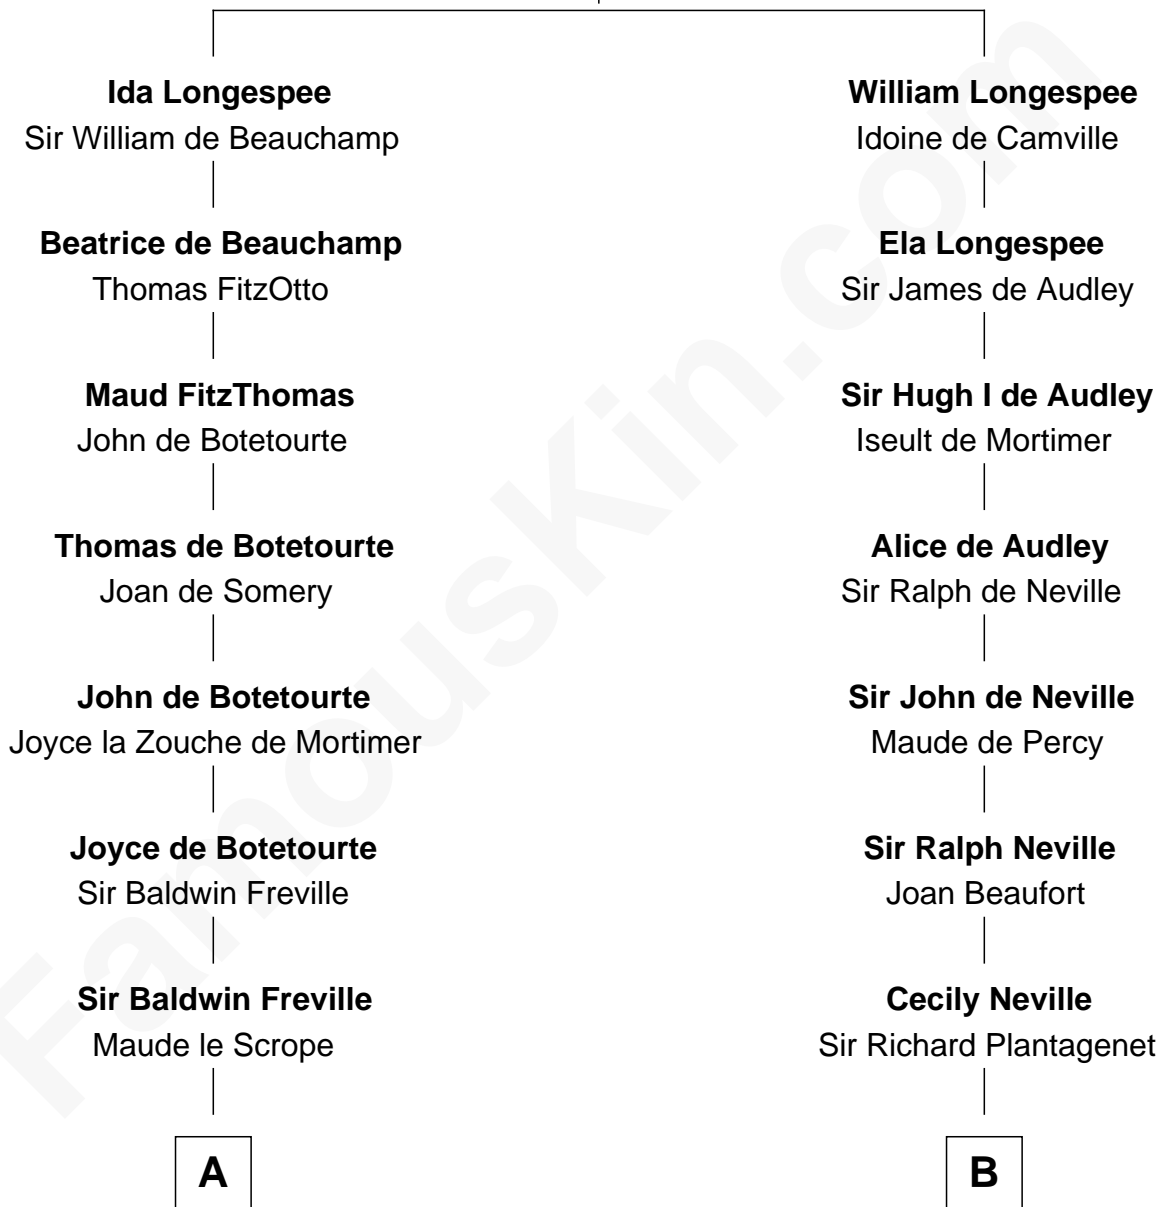 Ida Longespee
Sir William de Beauchamp
Beatrice de Beauchamp
Thomas FitzOtto
Maud FitzThomas
John de Botetourte
Thomas de Botetourte
Joan de Somery
John de Botetourte
Joyce la Zouche de Mortimer
Joyce de Botetourte
Sir Baldwin Freville
Sir Baldwin Freville
Maude le Scrope
A
William Longespee
Idoine de Camville
Ela Longespee
Sir James de Audley
Sir Hugh I de Audley
Iseult de Mortimer
Alice de Audley
Sir Ralph de Neville
Sir John de Neville
Maude de Percy
Sir Ralph Neville
Joan Beaufort
Cecily Neville
Sir Richard Plantagenet
B
FamousKin.com